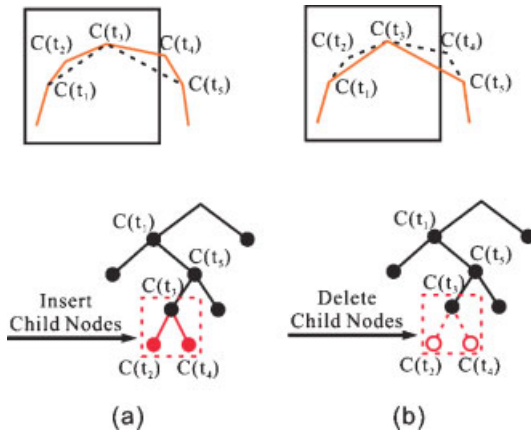 C(t₃)
C(t₂)
C(t₄)
C(t₁)
C(t₅)
C(t₃)
C(t₂)
C(t₄)
C(t₁)
C(t₅)
C(t₁)
C(t₅)
C(t₃)
Insert
Child Nodes
C(t₂)
C(t₄)
C(t₁)
C(t₅)
C(t₃)
Delete
Child Nodes
C(t₂)
C(t₄)
(a)
(b)